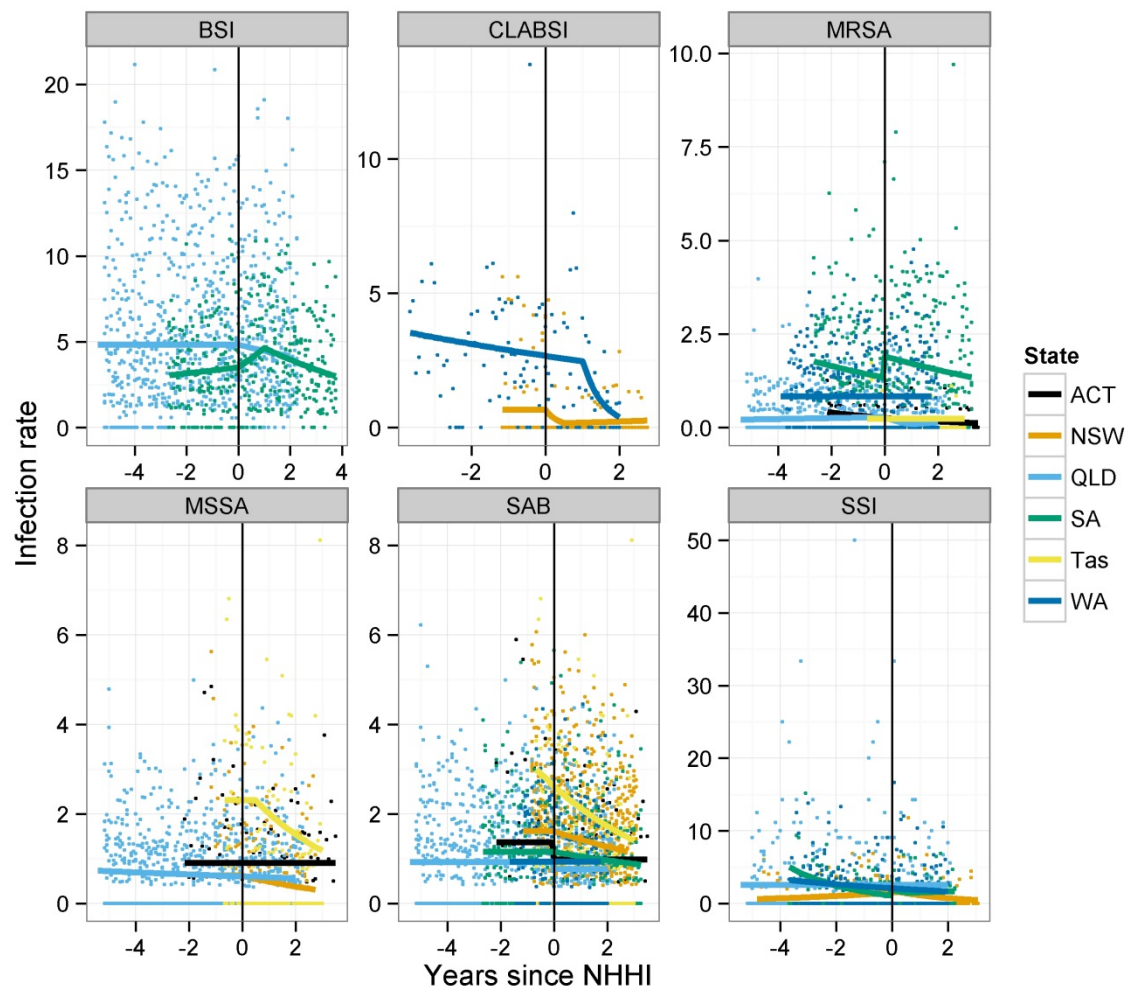 BSI CLABSI MRSA
20
15
10
5
0
10
5
0
10.0
7.5
5.0
2.5
0.0
-4 -2 0 2 4
-2 0 2
-4 -2 0 2
Infection rate
MSSA SAB SSI
8
6
4
2
0
8
6
4
2
0
50
40
30
20
10
0
-4 -2 0 2
-4 -2 0 2
-4 -2 0 2
Years since NHHI
State
ACT
NSW
QLD
SA
Tas
WA